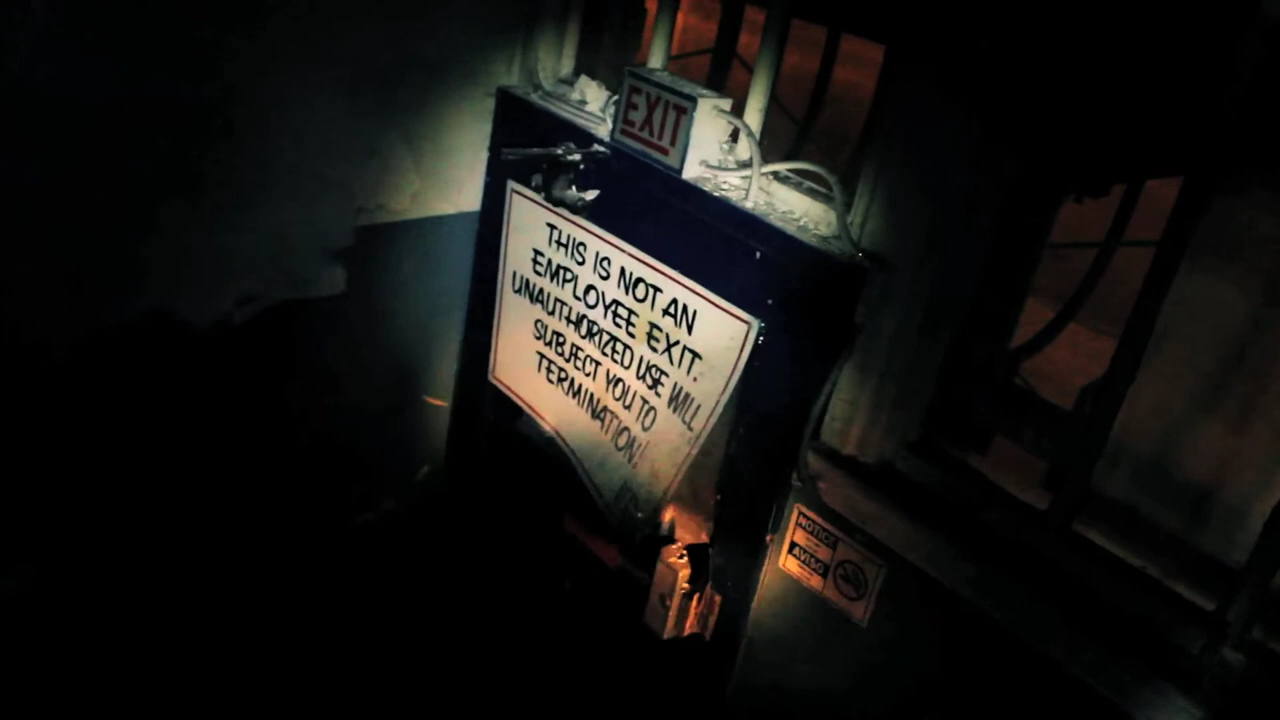 EXIT
THIS IS NOT AN
EMPLOYEE EXIT.
UNAUTHORIZED USE WILL
SUBJECT YOU TO
TERMINATION!
NOTICE
AVISO